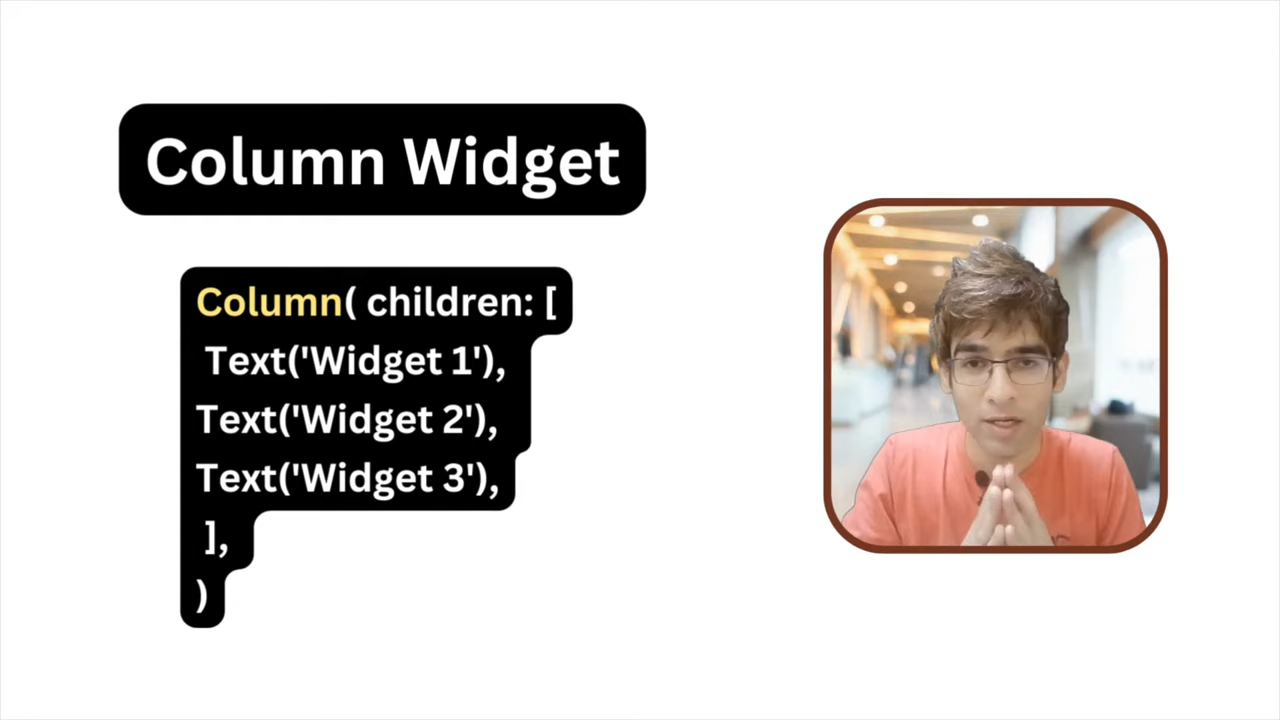 Column Widget
Column( children: [
Text('Widget 1'),
Text('Widget 2'),
Text('Widget 3'),
],
)